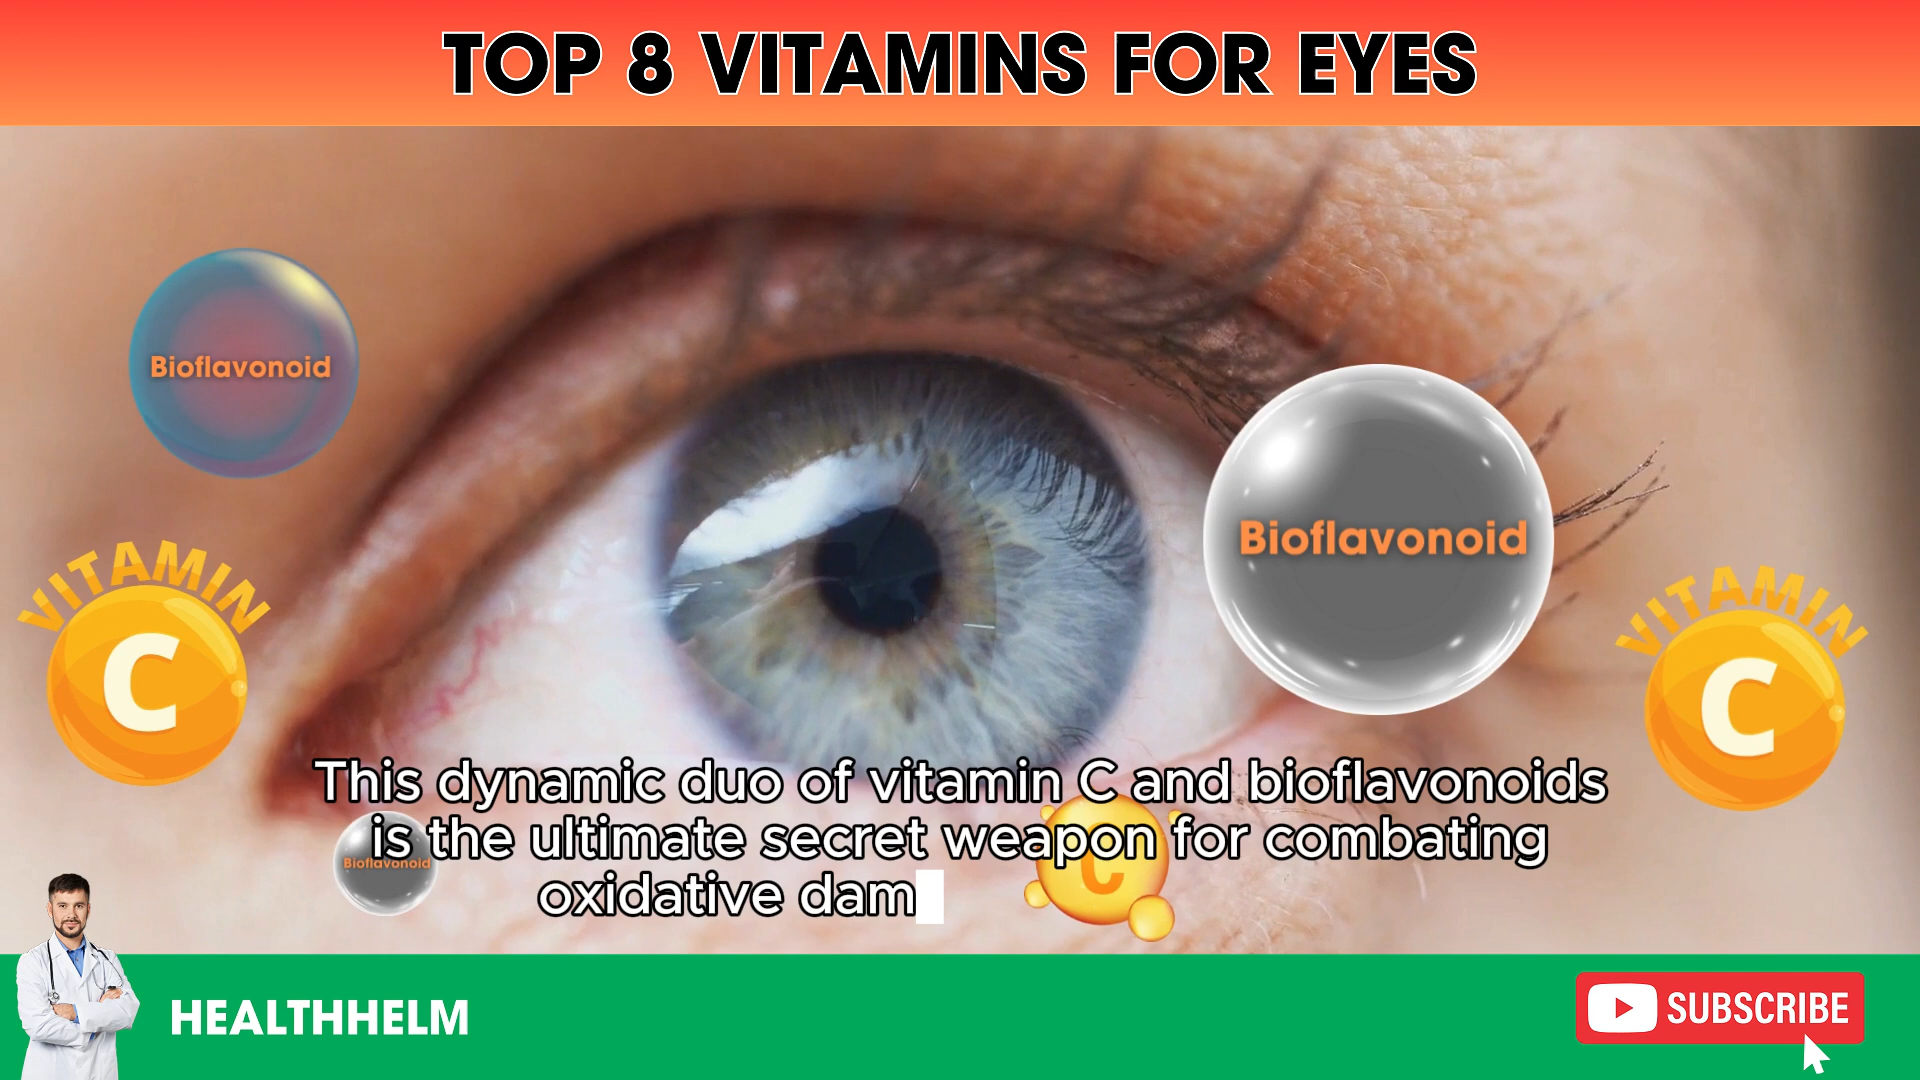 TOP 8 VITAMINS FOR EYES
Bioflavonoid
Bioflavonoid
VITAMIN
C
VITAMIN
C
This dynamic duo of vitamin C and bioflavonoids
is the ultimate secret weapon for combating
oxidative dam
Bioflavonoid
C
HEALTHHELM
SUBSCRIBE